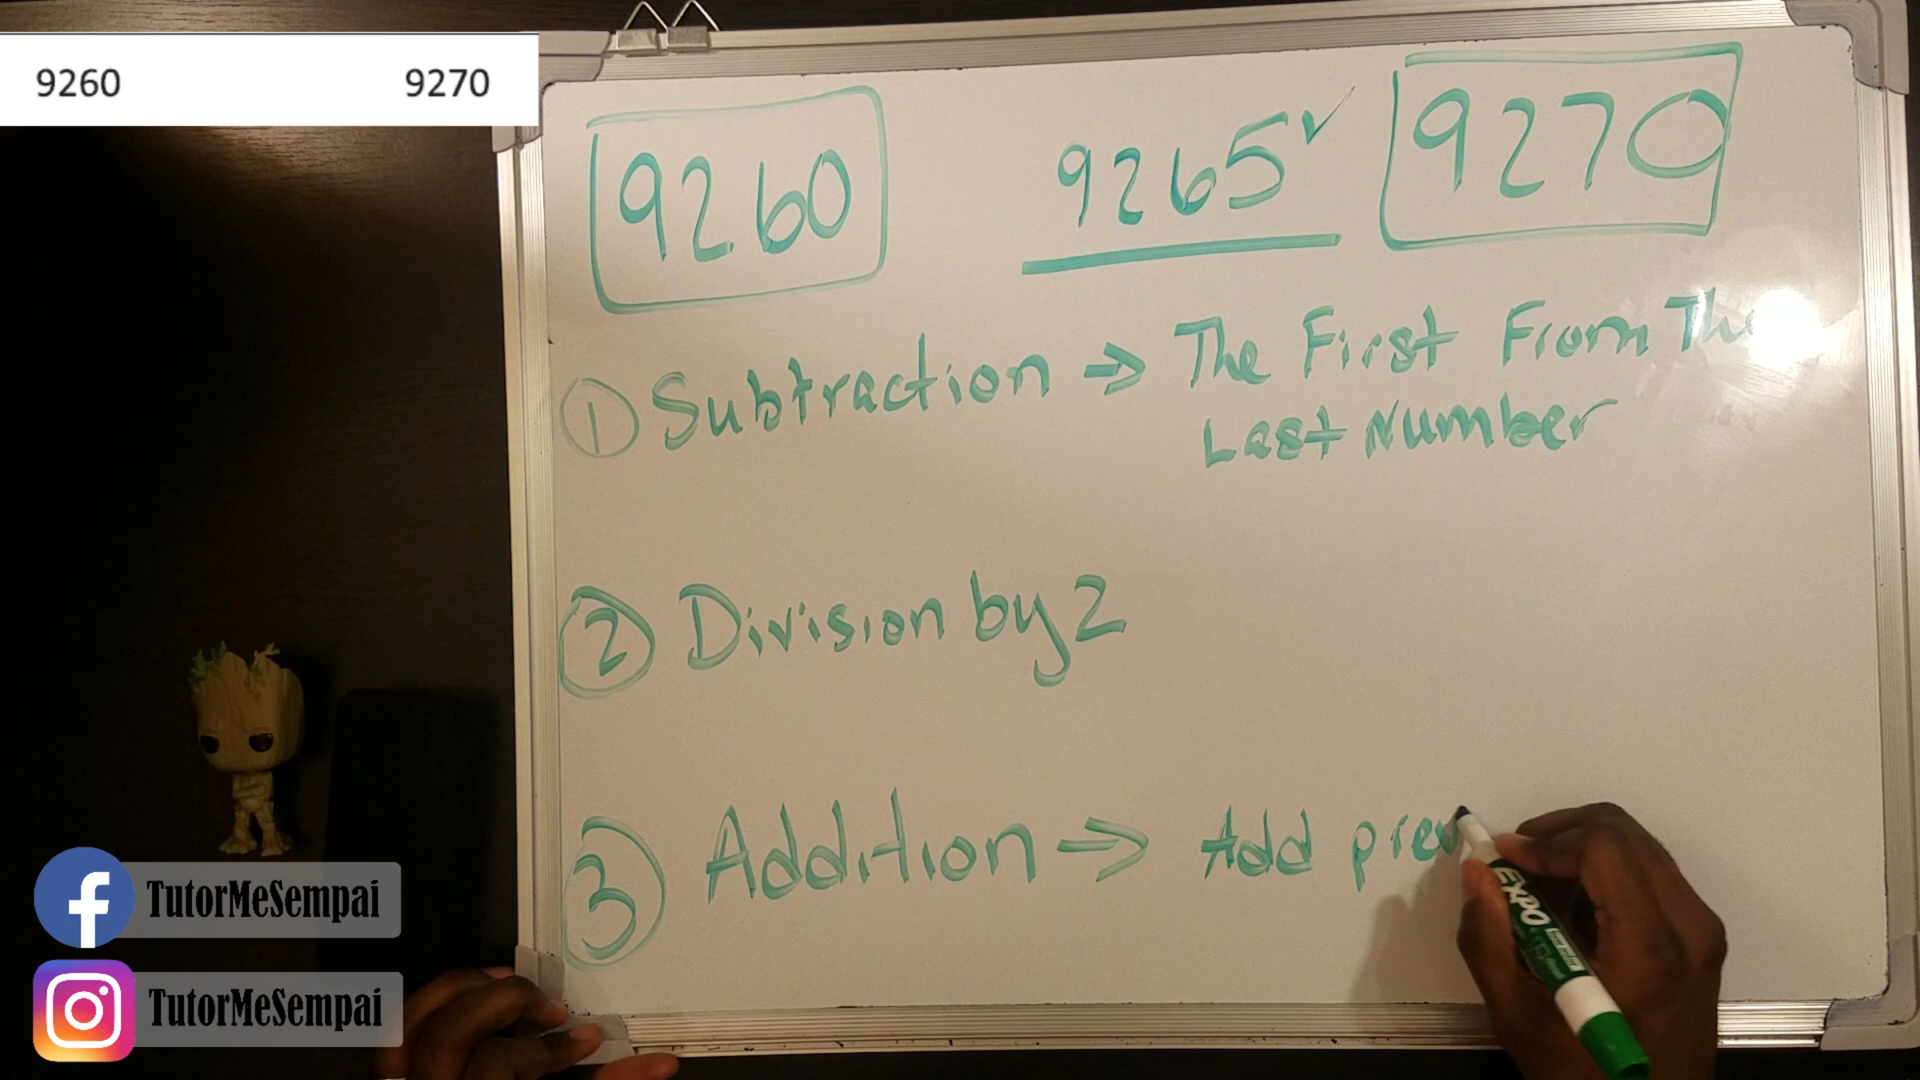 9260 9270
9260 9265 9270
1 Subtraction → The First From The
Last Number
2 Division by 2
3 Addition → Add prev
EXPO
TutorMeSempai
TutorMeSempai